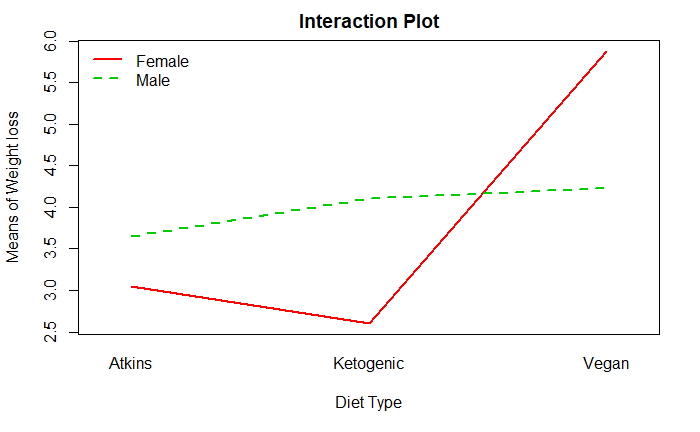 Interaction Plot
Female
Male
Means of Weight loss
6.0
5.5
5.0
4.5
4.0
3.5
3.0
2.5
Atkins Ketogenic Vegan
Diet Type